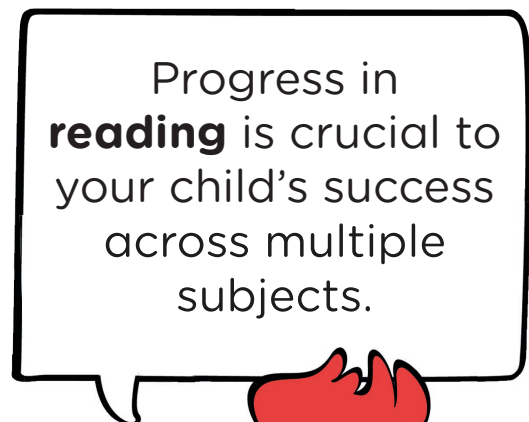 Progress in
reading is crucial to
your child’s success
across multiple
subjects.